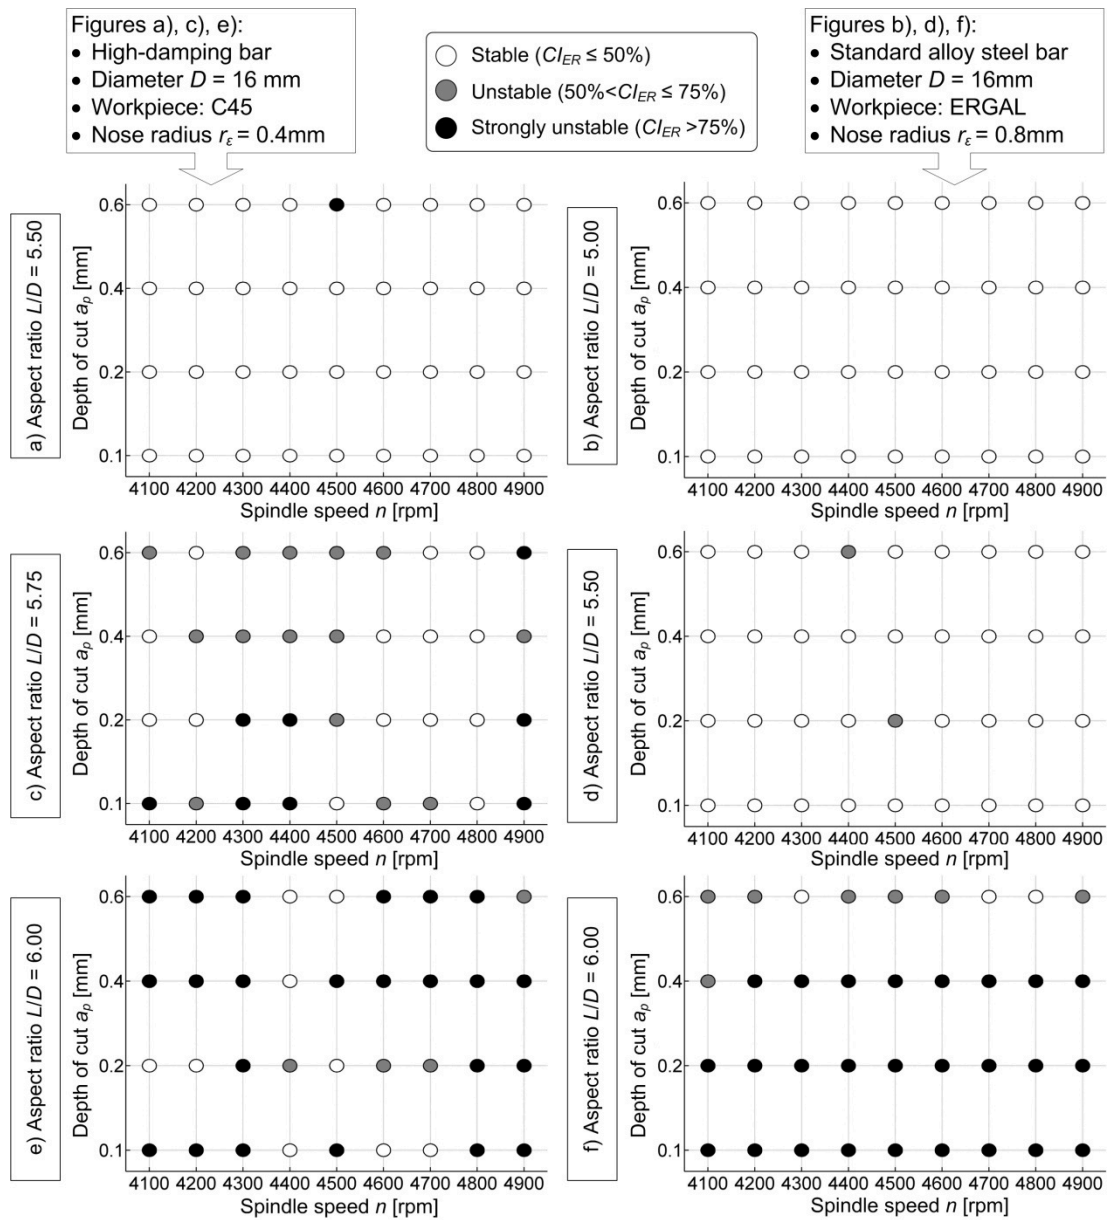 Figures a), c), e):
• High-damping bar
• Diameter D = 16 mm
• Workpiece: C45
• Nose radius rε = 0.4mm
Stable (CI_ER ≤ 50%)
Unstable (50%<CI_ER ≤ 75%)
Strongly unstable (CI_ER >75%)
Figures b), d), f):
• Standard alloy steel bar
• Diameter D = 16mm
• Workpiece: ERGAL
• Nose radius rε = 0.8mm
a) Aspect ratio L/D = 5.50
Depth of cut a_p [mm]
0.6
0.4
0.2
0.1
4100 4200 4300 4400 4500 4600 4700 4800 4900
Spindle speed n [rpm]
b) Aspect ratio L/D = 5.00
Depth of cut a_p [mm]
0.6
0.4
0.2
0.1
4100 4200 4300 4400 4500 4600 4700 4800 4900
Spindle speed n [rpm]
c) Aspect ratio L/D = 5.75
Depth of cut a_p [mm]
0.6
0.4
0.2
0.1
4100 4200 4300 4400 4500 4600 4700 4800 4900
Spindle speed n [rpm]
d) Aspect ratio L/D = 5.50
Depth of cut a_p [mm]
0.6
0.4
0.2
0.1
4100 4200 4300 4400 4500 4600 4700 4800 4900
Spindle speed n [rpm]
e) Aspect ratio L/D = 6.00
Depth of cut a_p [mm]
0.6
0.4
0.2
0.1
4100 4200 4300 4400 4500 4600 4700 4800 4900
Spindle speed n [rpm]
f) Aspect ratio L/D = 6.00
Depth of cut a_p [mm]
0.6
0.4
0.2
0.1
4100 4200 4300 4400 4500 4600 4700 4800 4900
Spindle speed n [rpm]